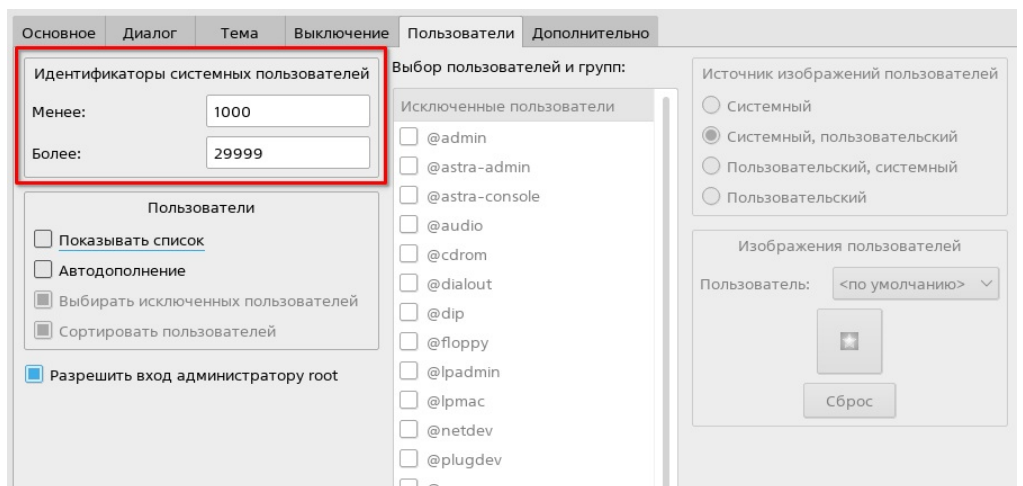 Основное Диалог Тема Выключение Пользователи Дополнительно
Идентификаторы системных пользователей
Менее: 1000
Более: 29999
Пользователи
Показывать список
Автодополнение
Выбирать исключенных пользователей
Сортировать пользователей
Разрешить вход администратору root
Выбор пользователей и групп:
Исключенные пользователи
@admin
@astra-admin
@astra-console
@audio
@cdrom
@dialout
@dip
@floppy
@lpadmin
@lpmac
@netdev
@plugdev
Источник изображений пользователей
Системный
Системный, пользовательский
Пользовательский, системный
Пользовательский
Изображения пользователей
Пользователь: <по умолчанию>
Сброс